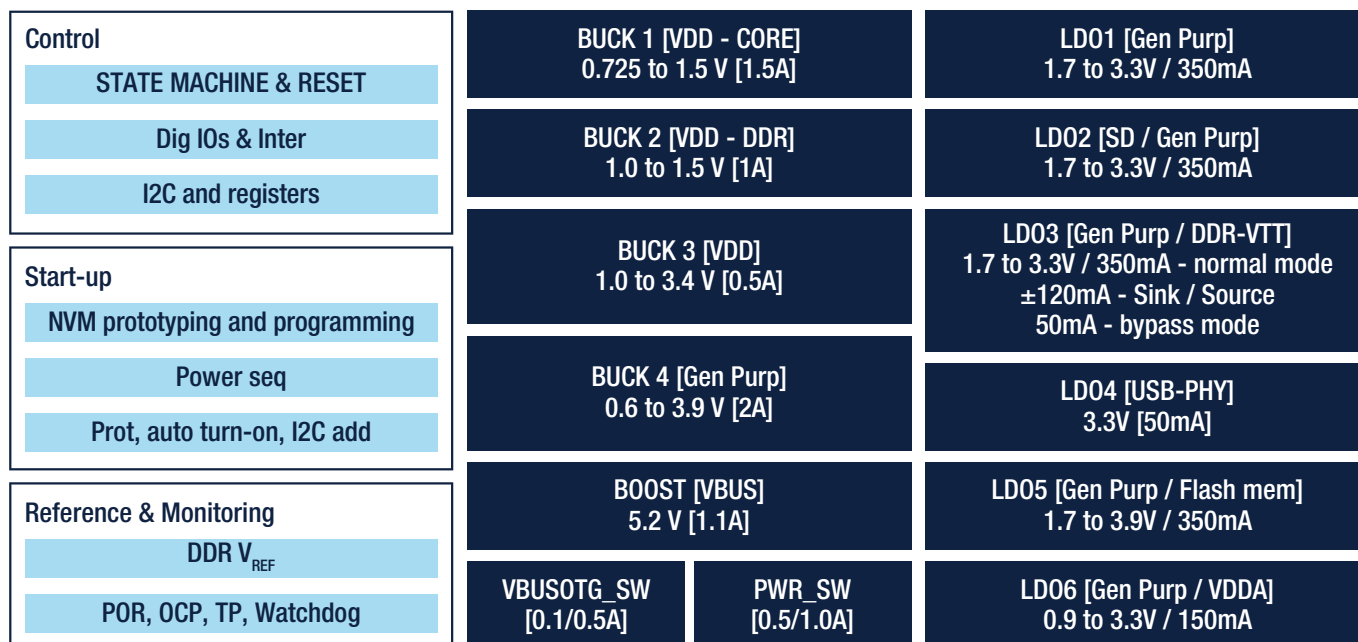 Control
STATE MACHINE & RESET
Dig IOs & Inter
I2C and registers
Start-up
NVM prototyping and programming
Power seq
Prot, auto turn-on, I2C add
Reference & Monitoring
DDR VREF
POR, OCP, TP, Watchdog
BUCK 1 [VDD - CORE]
0.725 to 1.5 V [1.5A]
BUCK 2 [VDD - DDR]
1.0 to 1.5 V [1A]
BUCK 3 [VDD]
1.0 to 3.4 V [0.5A]
BUCK 4 [Gen Purp]
0.6 to 3.9 V [2A]
BOOST [VBUS]
5.2 V [1.1A]
VBUSOTG_SW
[0.1/0.5A]
PWR_SW
[0.5/1.0A]
LDO1 [Gen Purp]
1.7 to 3.3V / 350mA
LDO2 [SD / Gen Purp]
1.7 to 3.3V / 350mA
LDO3 [Gen Purp / DDR-VTT]
1.7 to 3.3V / 350mA - normal mode
±120mA - Sink / Source
50mA - bypass mode
LDO4 [USB-PHY]
3.3V [50mA]
LDO5 [Gen Purp / Flash mem]
1.7 to 3.9V / 350mA
LDO6 [Gen Purp / VDDA]
0.9 to 3.3V / 150mA